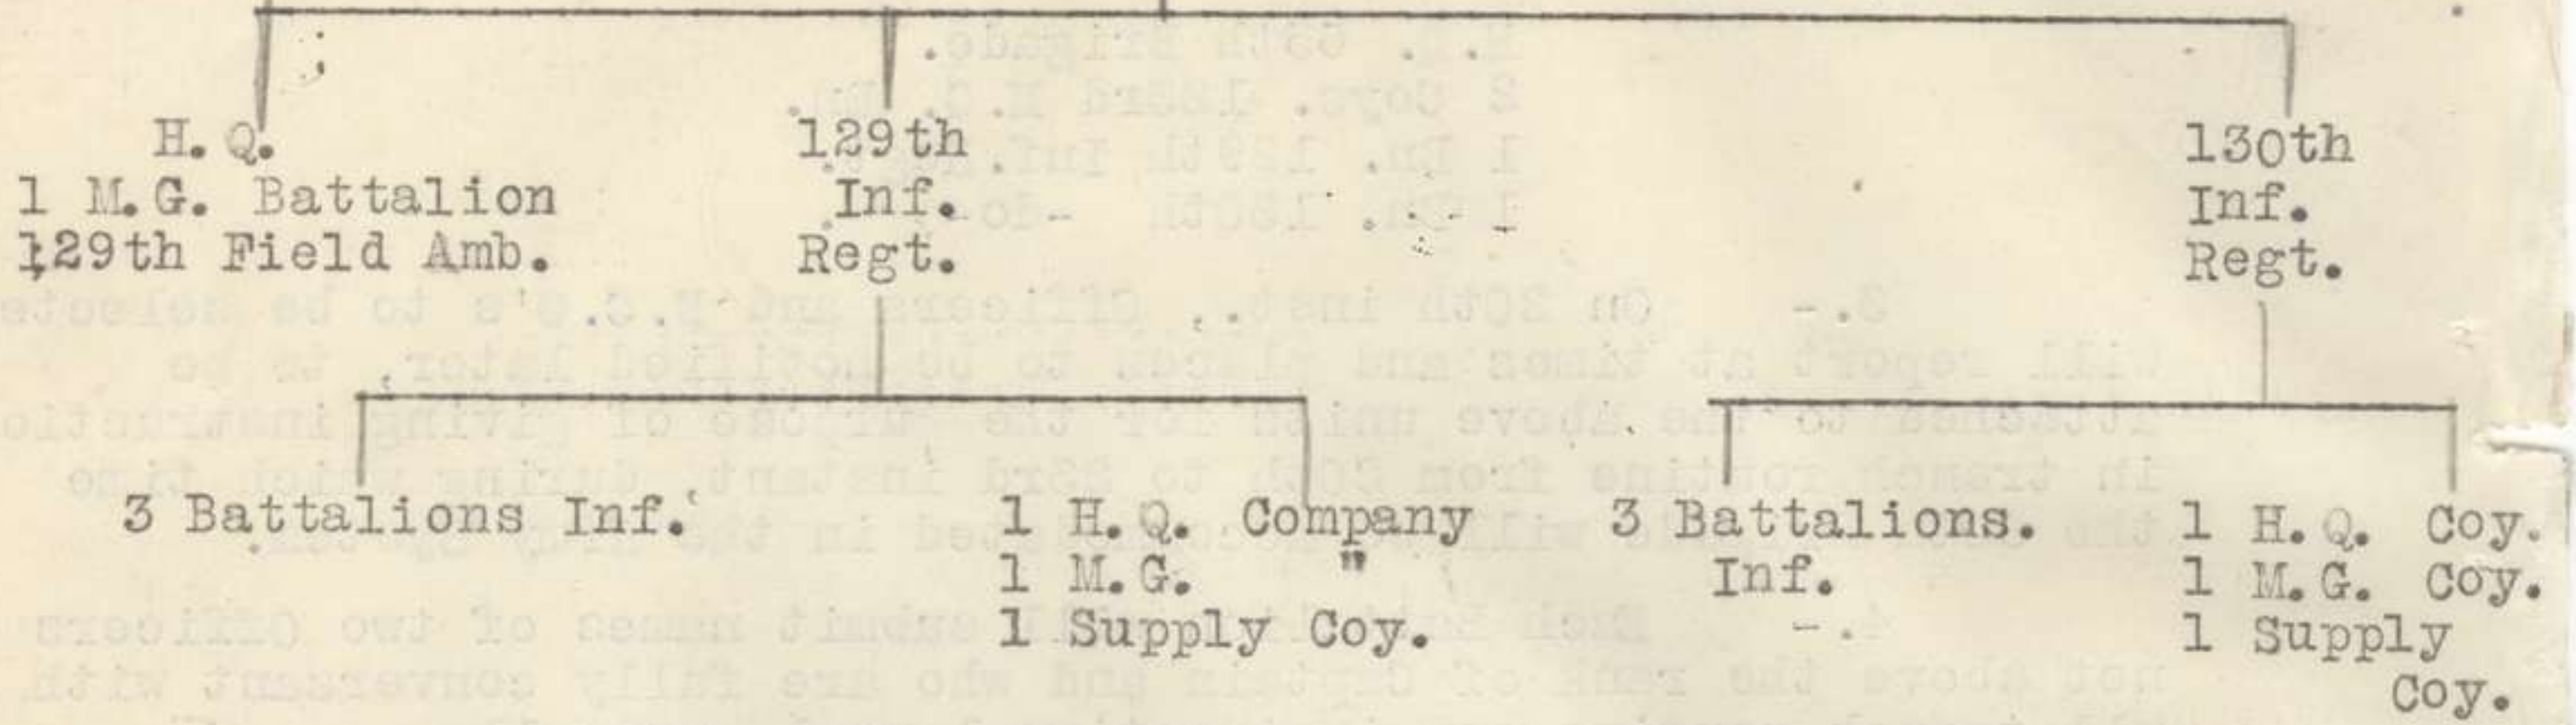 H. Q.
1 M.G. Battalion
129th Field Amb.
129th
Inf.
Regt.
130th
Inf.
Regt.
3 Battalions Inf.
1 H.Q. Company
1 M.G. "
1 Supply Coy.
3 Battalions.
Inf.
1 H.Q. Coy.
1 M.G. Coy.
1 Supply
Coy.